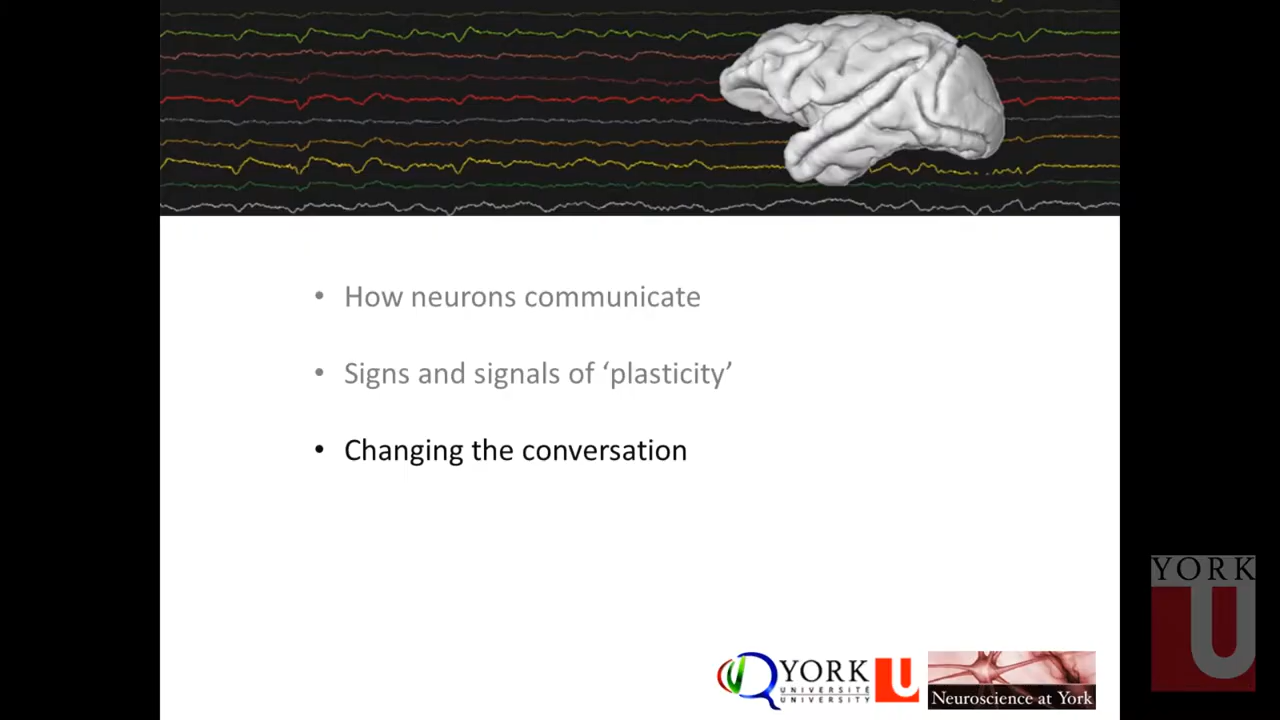 • How neurons communicate
• Signs and signals of ‘plasticity’
• Changing the conversation
YORK
UNIVERSITÉ
UNIVERSITY
U
Neuroscience at York
YORK
U